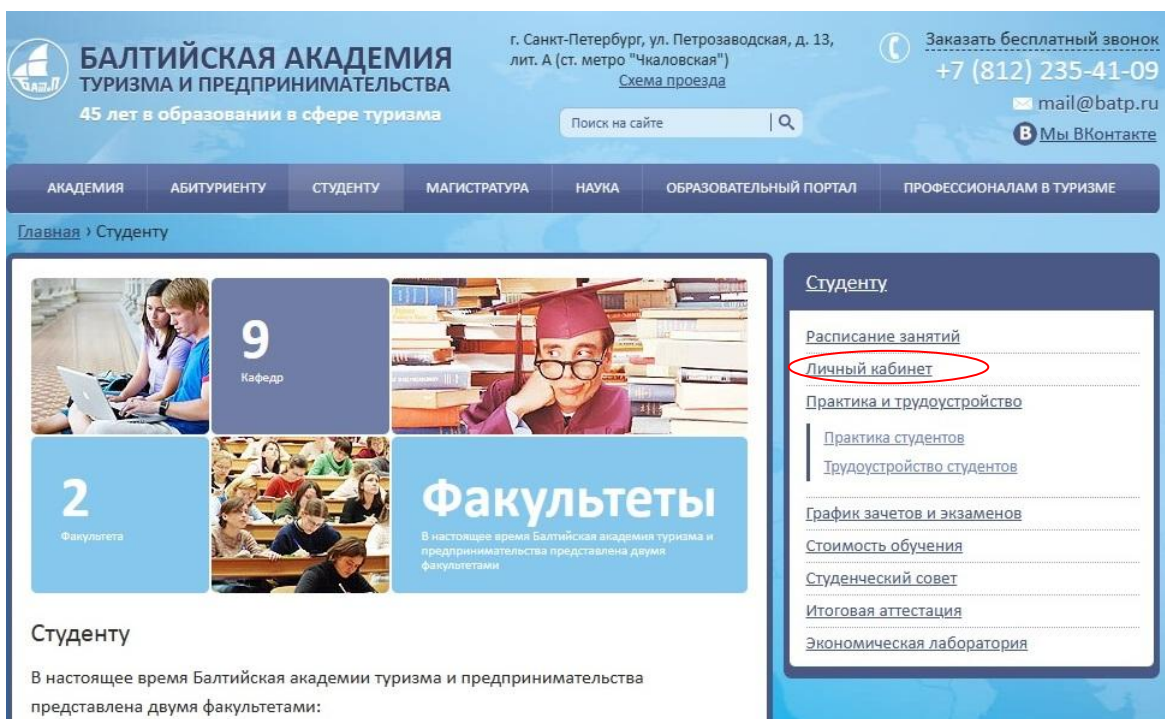 БАТиП
БАЛТИЙСКАЯ АКАДЕМИЯ
ТУРИЗМА И ПРЕДПРИНИМАТЕЛЬСТВА
45 лет в образовании в сфере туризма
г. Санкт-Петербург, ул. Петрозаводская, д. 13,
лит. А (ст. метро "Чкаловская")
Схема проезда
Поиск на сайте
Заказать бесплатный звонок
+7 (812) 235-41-09
mail@batp.ru
В Мы ВКонтакте
АКАДЕМИЯ АБИТУРИЕНТУ СТУДЕНТУ МАГИСТРАТУРА НАУКА ОБРАЗОВАТЕЛЬНЫЙ ПОРТАЛ ПРОФЕССИОНАЛАМ В ТУРИЗМЕ
Главная › Студенту
9
Кафедр
2
Факультета
Факультеты
В настоящее время Балтийская академия туризма и
предпринимательства представлена двумя
факультетами
Студенту
В настоящее время Балтийская академии туризма и предпринимательства
представлена двумя факультетами:
Студенту
Расписание занятий
Личный кабинет
Практика и трудоустройство
Практика студентов
Трудоустройство студентов
График зачетов и экзаменов
Стоимость обучения
Студенческий совет
Итоговая аттестация
Экономическая лаборатория